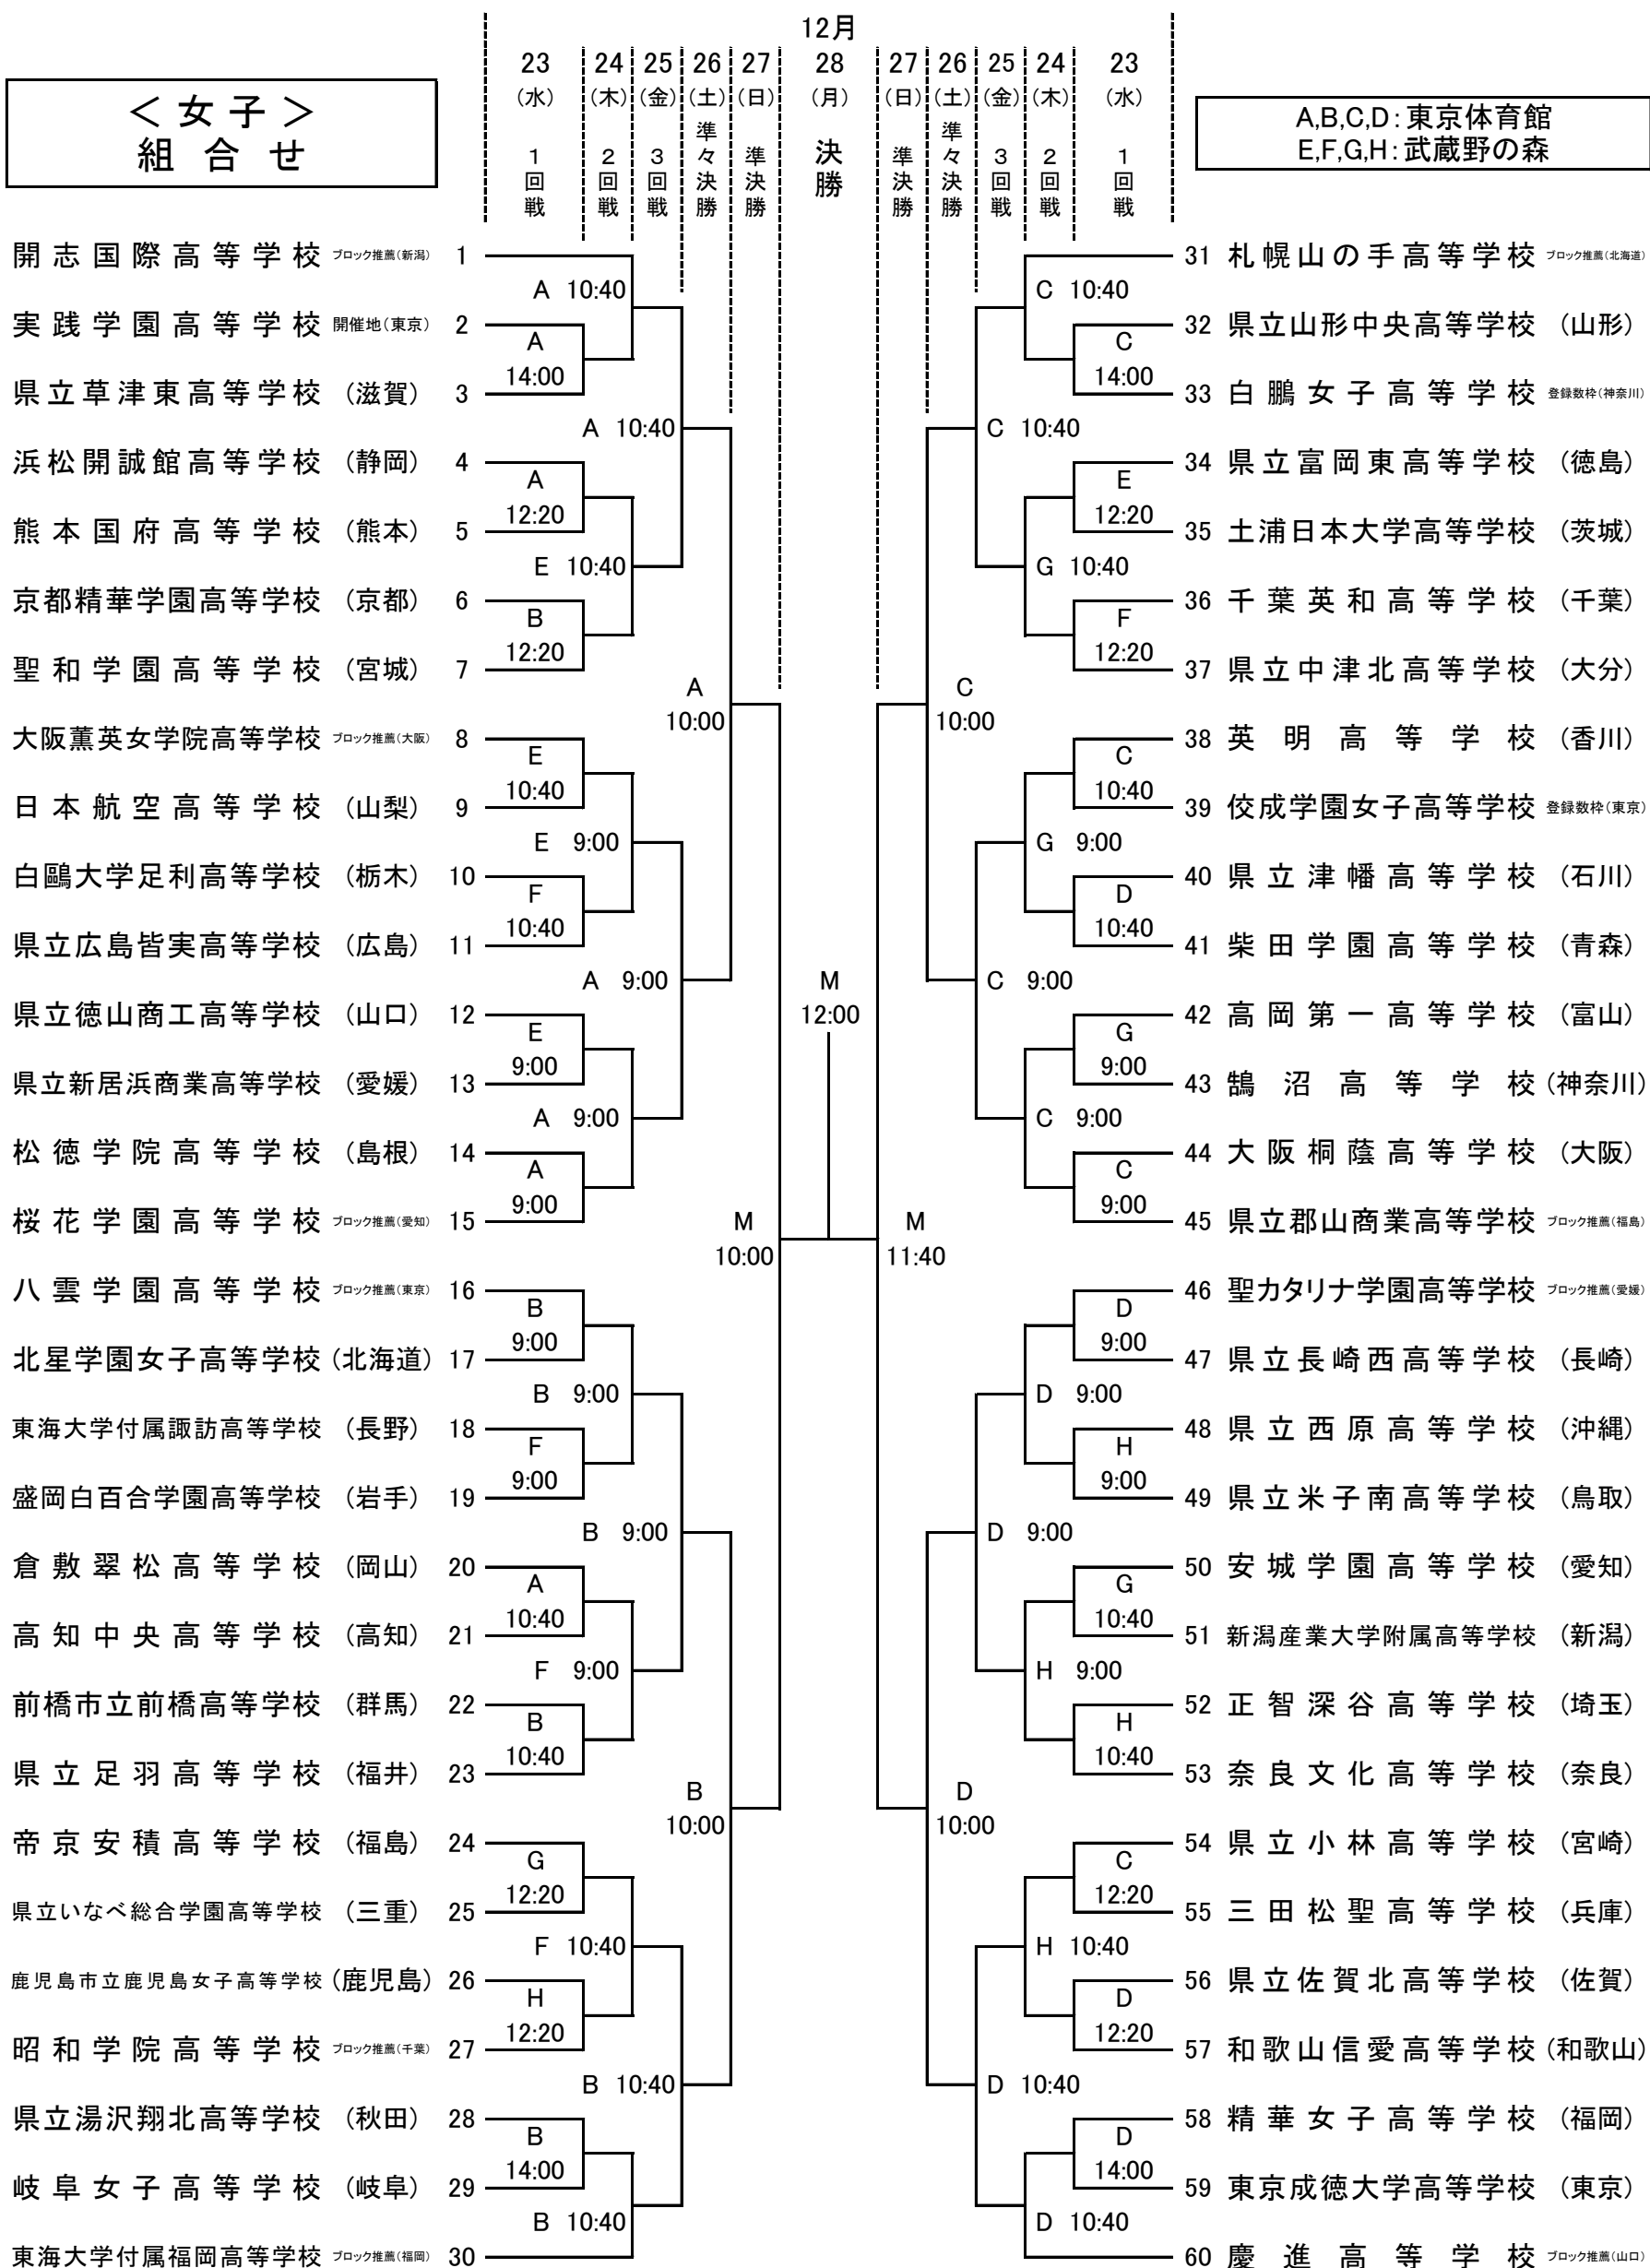 12月
23 24 25 26 27 28 27 26 25 24 23
(水) (木) (金) (土) (日) (月) (日) (土) (金) (木) (水)
1回戦 2回戦 3回戦 準々決勝 準決勝 決勝 準決勝 準々決勝 3回戦 2回戦 1回戦
＜女子＞
組合せ
A,B,C,D：東京体育館
E,F,G,H：武蔵野の森
開志国際高等学校 ブロック推薦(新潟) 1
実践学園高等学校 開催地(東京) 2
県立草津東高等学校 (滋賀) 3
浜松開誠館高等学校 (静岡) 4
熊本国府高等学校 (熊本) 5
京都精華学園高等学校 (京都) 6
聖和学園高等学校 (宮城) 7
大阪薫英女学院高等学校 ブロック推薦(大阪) 8
日本航空高等学校 (山梨) 9
白鷗大学足利高等学校 (栃木) 10
県立広島皆実高等学校 (広島) 11
県立徳山商工高等学校 (山口) 12
県立新居浜商業高等学校 (愛媛) 13
松徳学院高等学校 (島根) 14
桜花学園高等学校 ブロック推薦(愛知) 15
八雲学園高等学校 ブロック推薦(東京) 16
北星学園女子高等学校 (北海道) 17
東海大学付属諏訪高等学校 (長野) 18
盛岡白百合学園高等学校 (岩手) 19
倉敷翠松高等学校 (岡山) 20
高知中央高等学校 (高知) 21
前橋市立前橋高等学校 (群馬) 22
県立足羽高等学校 (福井) 23
帝京安積高等学校 (福島) 24
県立いなべ総合学園高等学校 (三重) 25
鹿児島市立鹿児島女子高等学校 (鹿児島) 26
昭和学院高等学校 ブロック推薦(千葉) 27
県立湯沢翔北高等学校 (秋田) 28
岐阜女子高等学校 (岐阜) 29
東海大学付属福岡高等学校 ブロック推薦(福岡) 30
A 10:40
A 14:00
A 10:40
A 12:20
E 10:40
B 12:20
A 10:00
E 10:40
E 9:00
F 10:40
A 9:00
E 9:00
A 9:00
A 9:00
M 10:00
B 9:00
B 9:00
F 9:00
B 9:00
A 10:40
F 9:00
B 10:40
B 10:00
G 12:20
F 10:40
H 12:20
B 10:40
B 14:00
B 10:40
M 12:00
31 札幌山の手高等学校 ブロック推薦(北海道)
32 県立山形中央高等学校 (山形)
33 白鵬女子高等学校 登録数枠(神奈川)
34 県立富岡東高等学校 (徳島)
35 土浦日本大学高等学校 (茨城)
36 千葉英和高等学校 (千葉)
37 県立中津北高等学校 (大分)
38 英明高等学校 (香川)
39 佼成学園女子高等学校 登録数枠(東京)
40 県立津幡高等学校 (石川)
41 柴田学園高等学校 (青森)
42 高岡第一高等学校 (富山)
43 鵠沼高等学校 (神奈川)
44 大阪桐蔭高等学校 (大阪)
45 県立郡山商業高等学校 ブロック推薦(福島)
46 聖カタリナ学園高等学校 ブロック推薦(愛媛)
47 県立長崎西高等学校 (長崎)
48 県立西原高等学校 (沖縄)
49 県立米子南高等学校 (鳥取)
50 安城学園高等学校 (愛知)
51 新潟産業大学附属高等学校 (新潟)
52 正智深谷高等学校 (埼玉)
53 奈良文化高等学校 (奈良)
54 県立小林高等学校 (宮崎)
55 三田松聖高等学校 (兵庫)
56 県立佐賀北高等学校 (佐賀)
57 和歌山信愛高等学校 (和歌山)
58 精華女子高等学校 (福岡)
59 東京成徳大学高等学校 (東京)
60 慶進高等学校 ブロック推薦(山口)
C 10:40
C 14:00
C 10:40
E 12:20
G 10:40
F 12:20
C 10:00
C 10:40
G 9:00
D 10:40
C 9:00
G 9:00
C 9:00
C 9:00
M 11:40
D 9:00
D 9:00
H 9:00
D 9:00
G 10:40
H 9:00
H 10:40
D 10:00
C 12:20
H 10:40
D 12:20
D 10:40
D 14:00
D 10:40